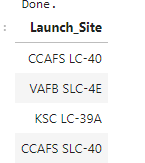 Done.
:
Launch_Site
CCAFS LC-40
VAFB SLC-4E
KSC LC-39A
CCAFS SLC-40